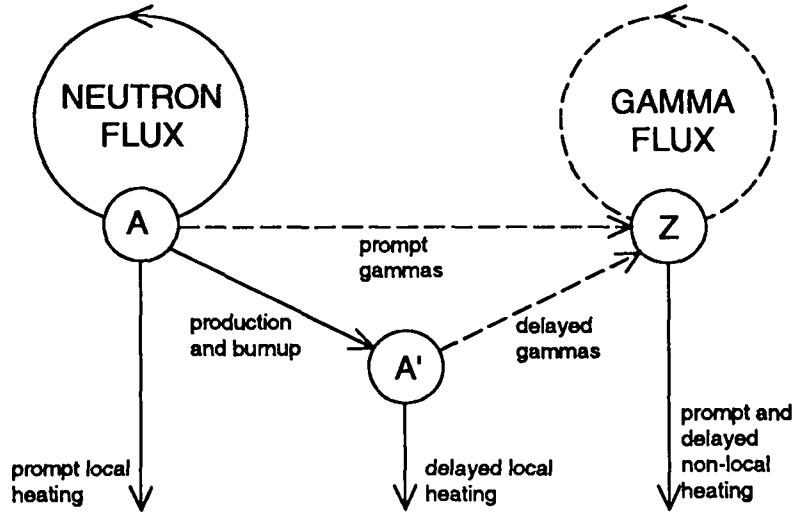 NEUTRON
FLUX
GAMMA
FLUX
A
Z
prompt
gammas
production
and burnup
delayed
gammas
A'
prompt local
heating
delayed local
heating
prompt and
delayed
non-local
heating